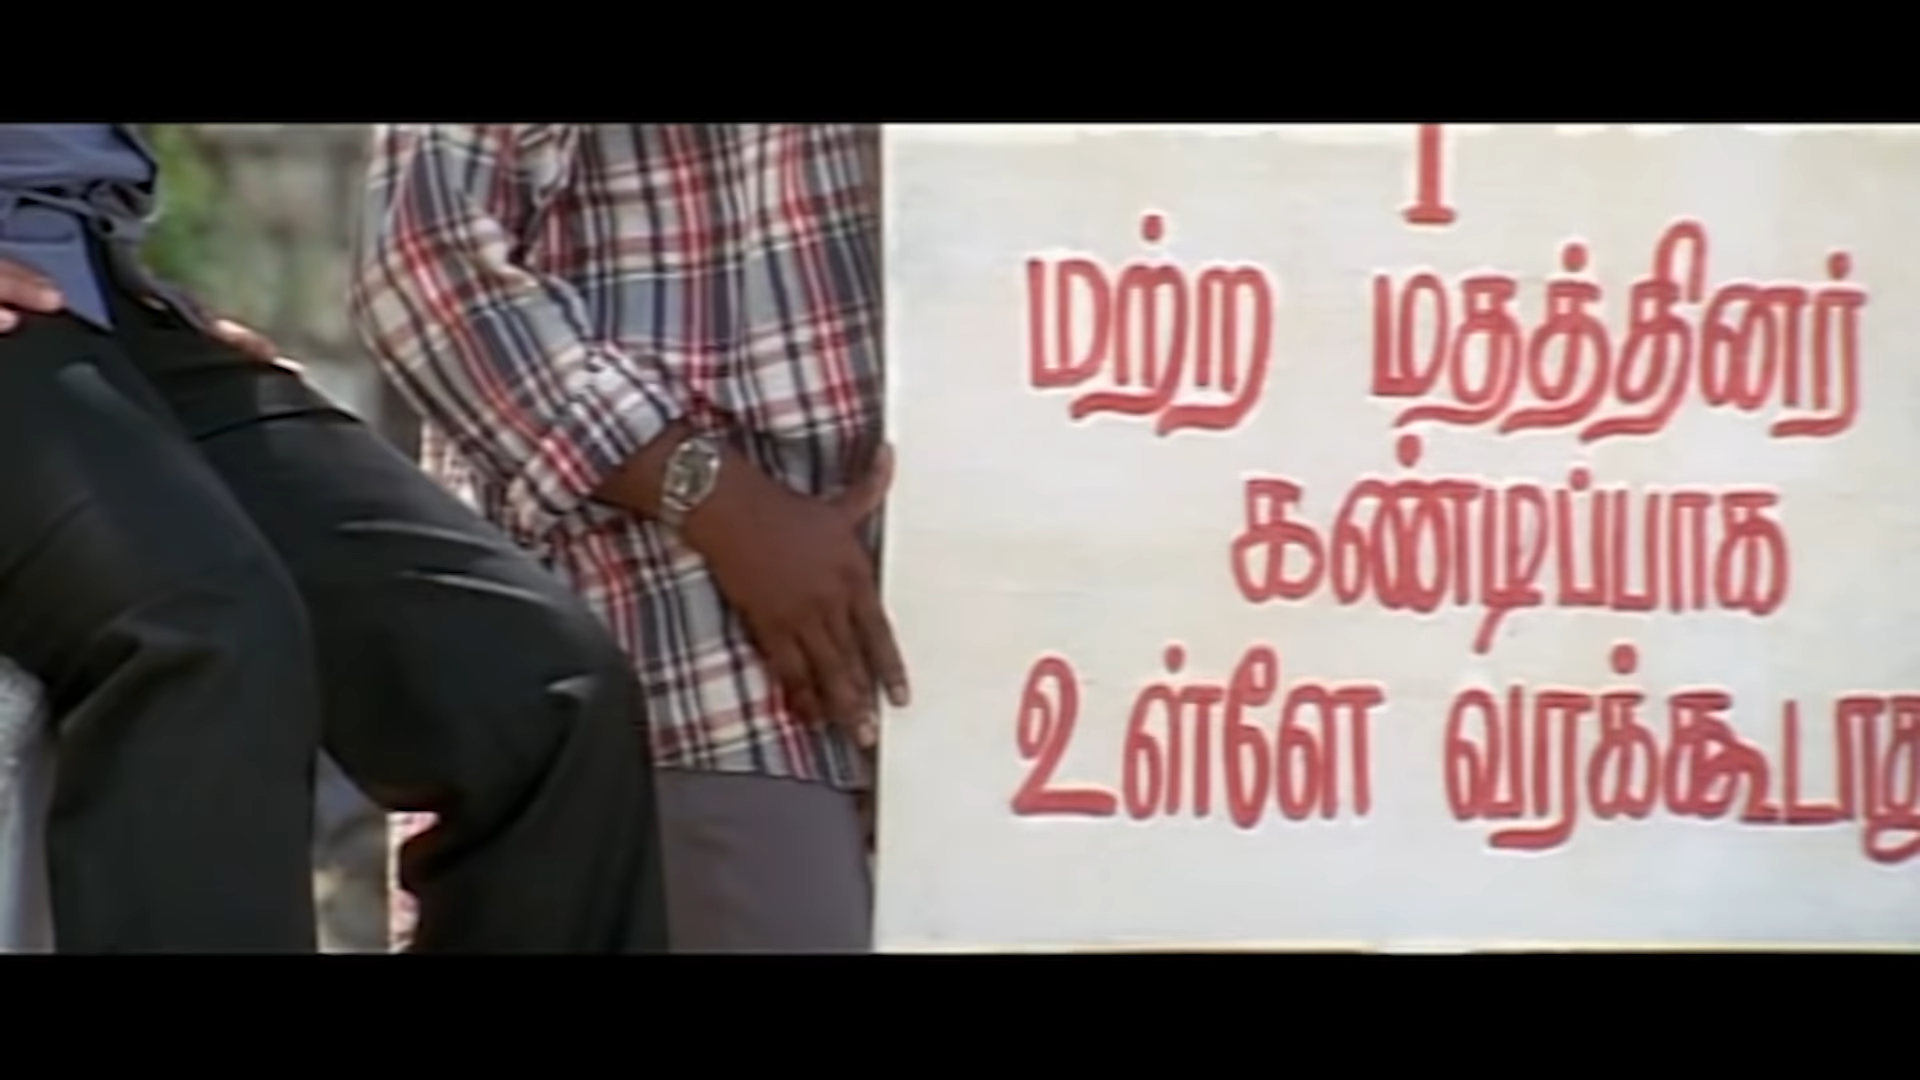 மற்ற மதத்தினர்
கண்டிப்பாக
உள்ளே வரக்கூடாது